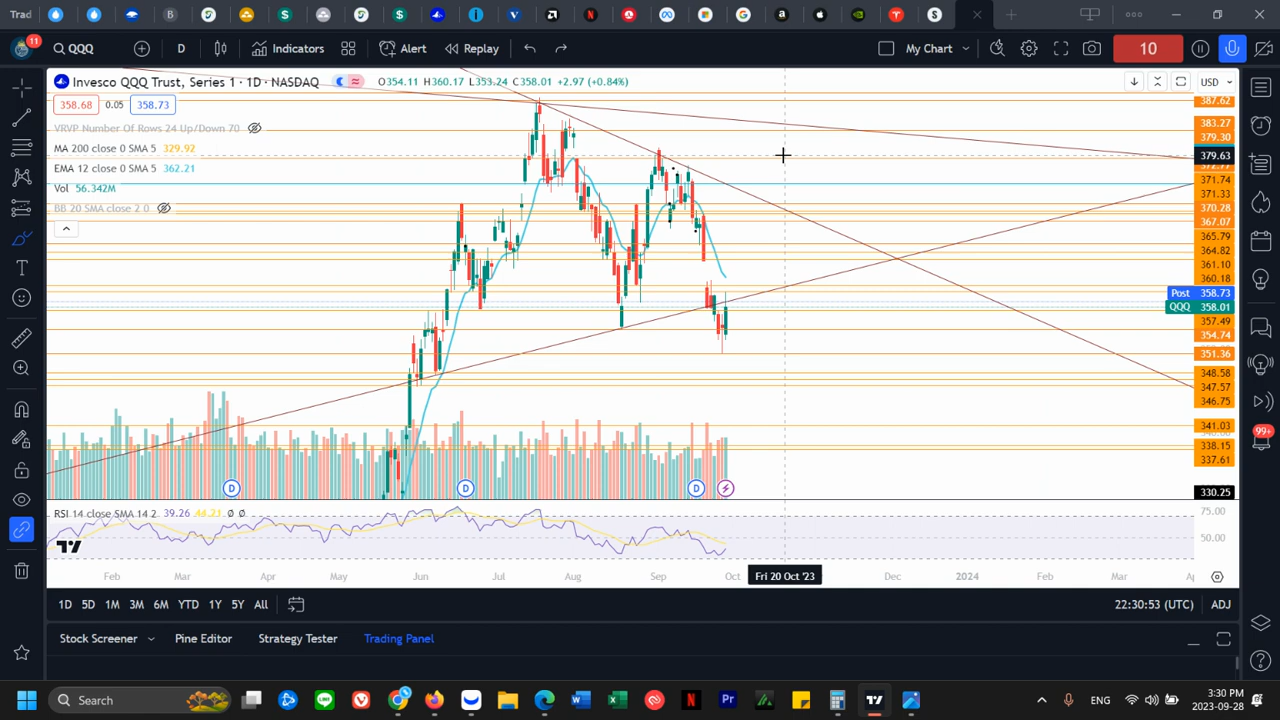 Trad
11
QQQ
D
Indicators
Alert
Replay
My Chart
10
Invesco QQQ Trust, Series 1 · 1D · NASDAQ
O354.11 H360.17 L353.24 C358.01 +2.97 (+0.84%)
USD
358.68
0.05
358.73
VRVP Number Of Rows 24 Up/Down 70
MA 200 close 0 SMA 5 329.92
EMA 12 close 0 SMA 5 362.21
Vol 56.342M
BB 20 SMA close 2 0
387.62
383.27
379.30
379.63
371.74
371.33
370.28
367.07
365.79
364.82
361.10
360.18
Post 358.73
QQQ 358.01
357.49
354.74
351.36
348.58
347.57
346.75
341.03
338.15
337.61
330.25
99+
D
D
D
RSI 14 close SMA 14 2 39.26
Ø Ø
75.00
50.00
Feb
Mar
Apr
May
Jun
Jul
Aug
Sep
Oct
Fri 20 Oct '23
Dec
2024
Feb
Mar
1D
5D
1M
3M
6M
YTD
1Y
5Y
All
22:30:53 (UTC)
ADJ
Stock Screener
Pine Editor
Strategy Tester
Trading Panel
Search
ENG
3:30 PM
2023-09-28